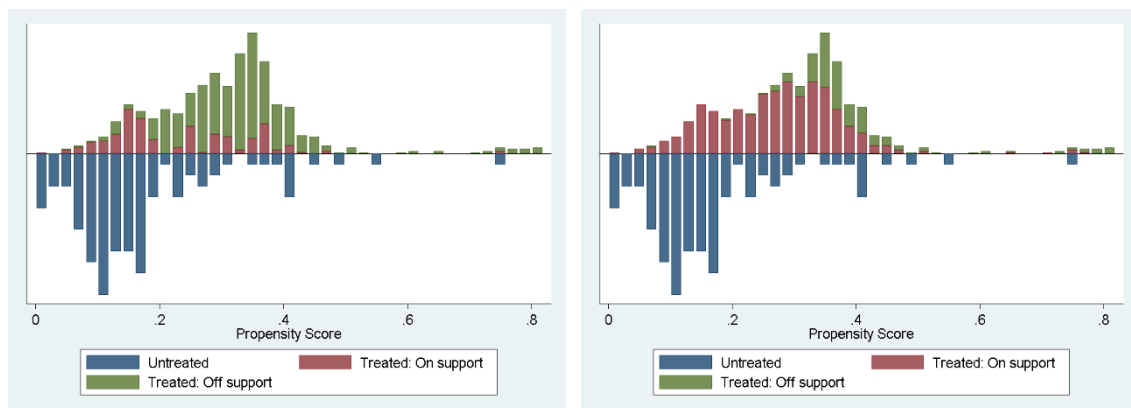 0 .2 .4 .6 .8
Propensity Score
Untreated Treated: On support
Treated: Off support
0 .2 .4 .6 .8
Propensity Score
Untreated Treated: On support
Treated: Off support